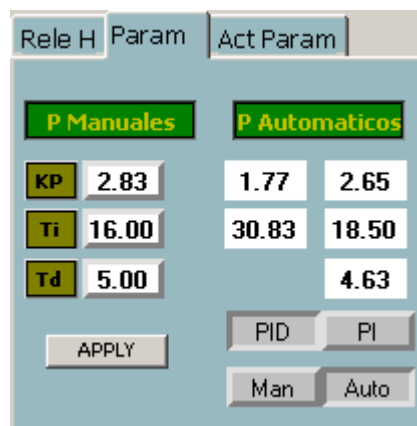 Rele H Param Act Param
P Manuales P Automaticos
KP 2.83 1.77 2.65
Ti 16.00 30.83 18.50
Td 5.00 4.63
APPLY PID PI
Man Auto